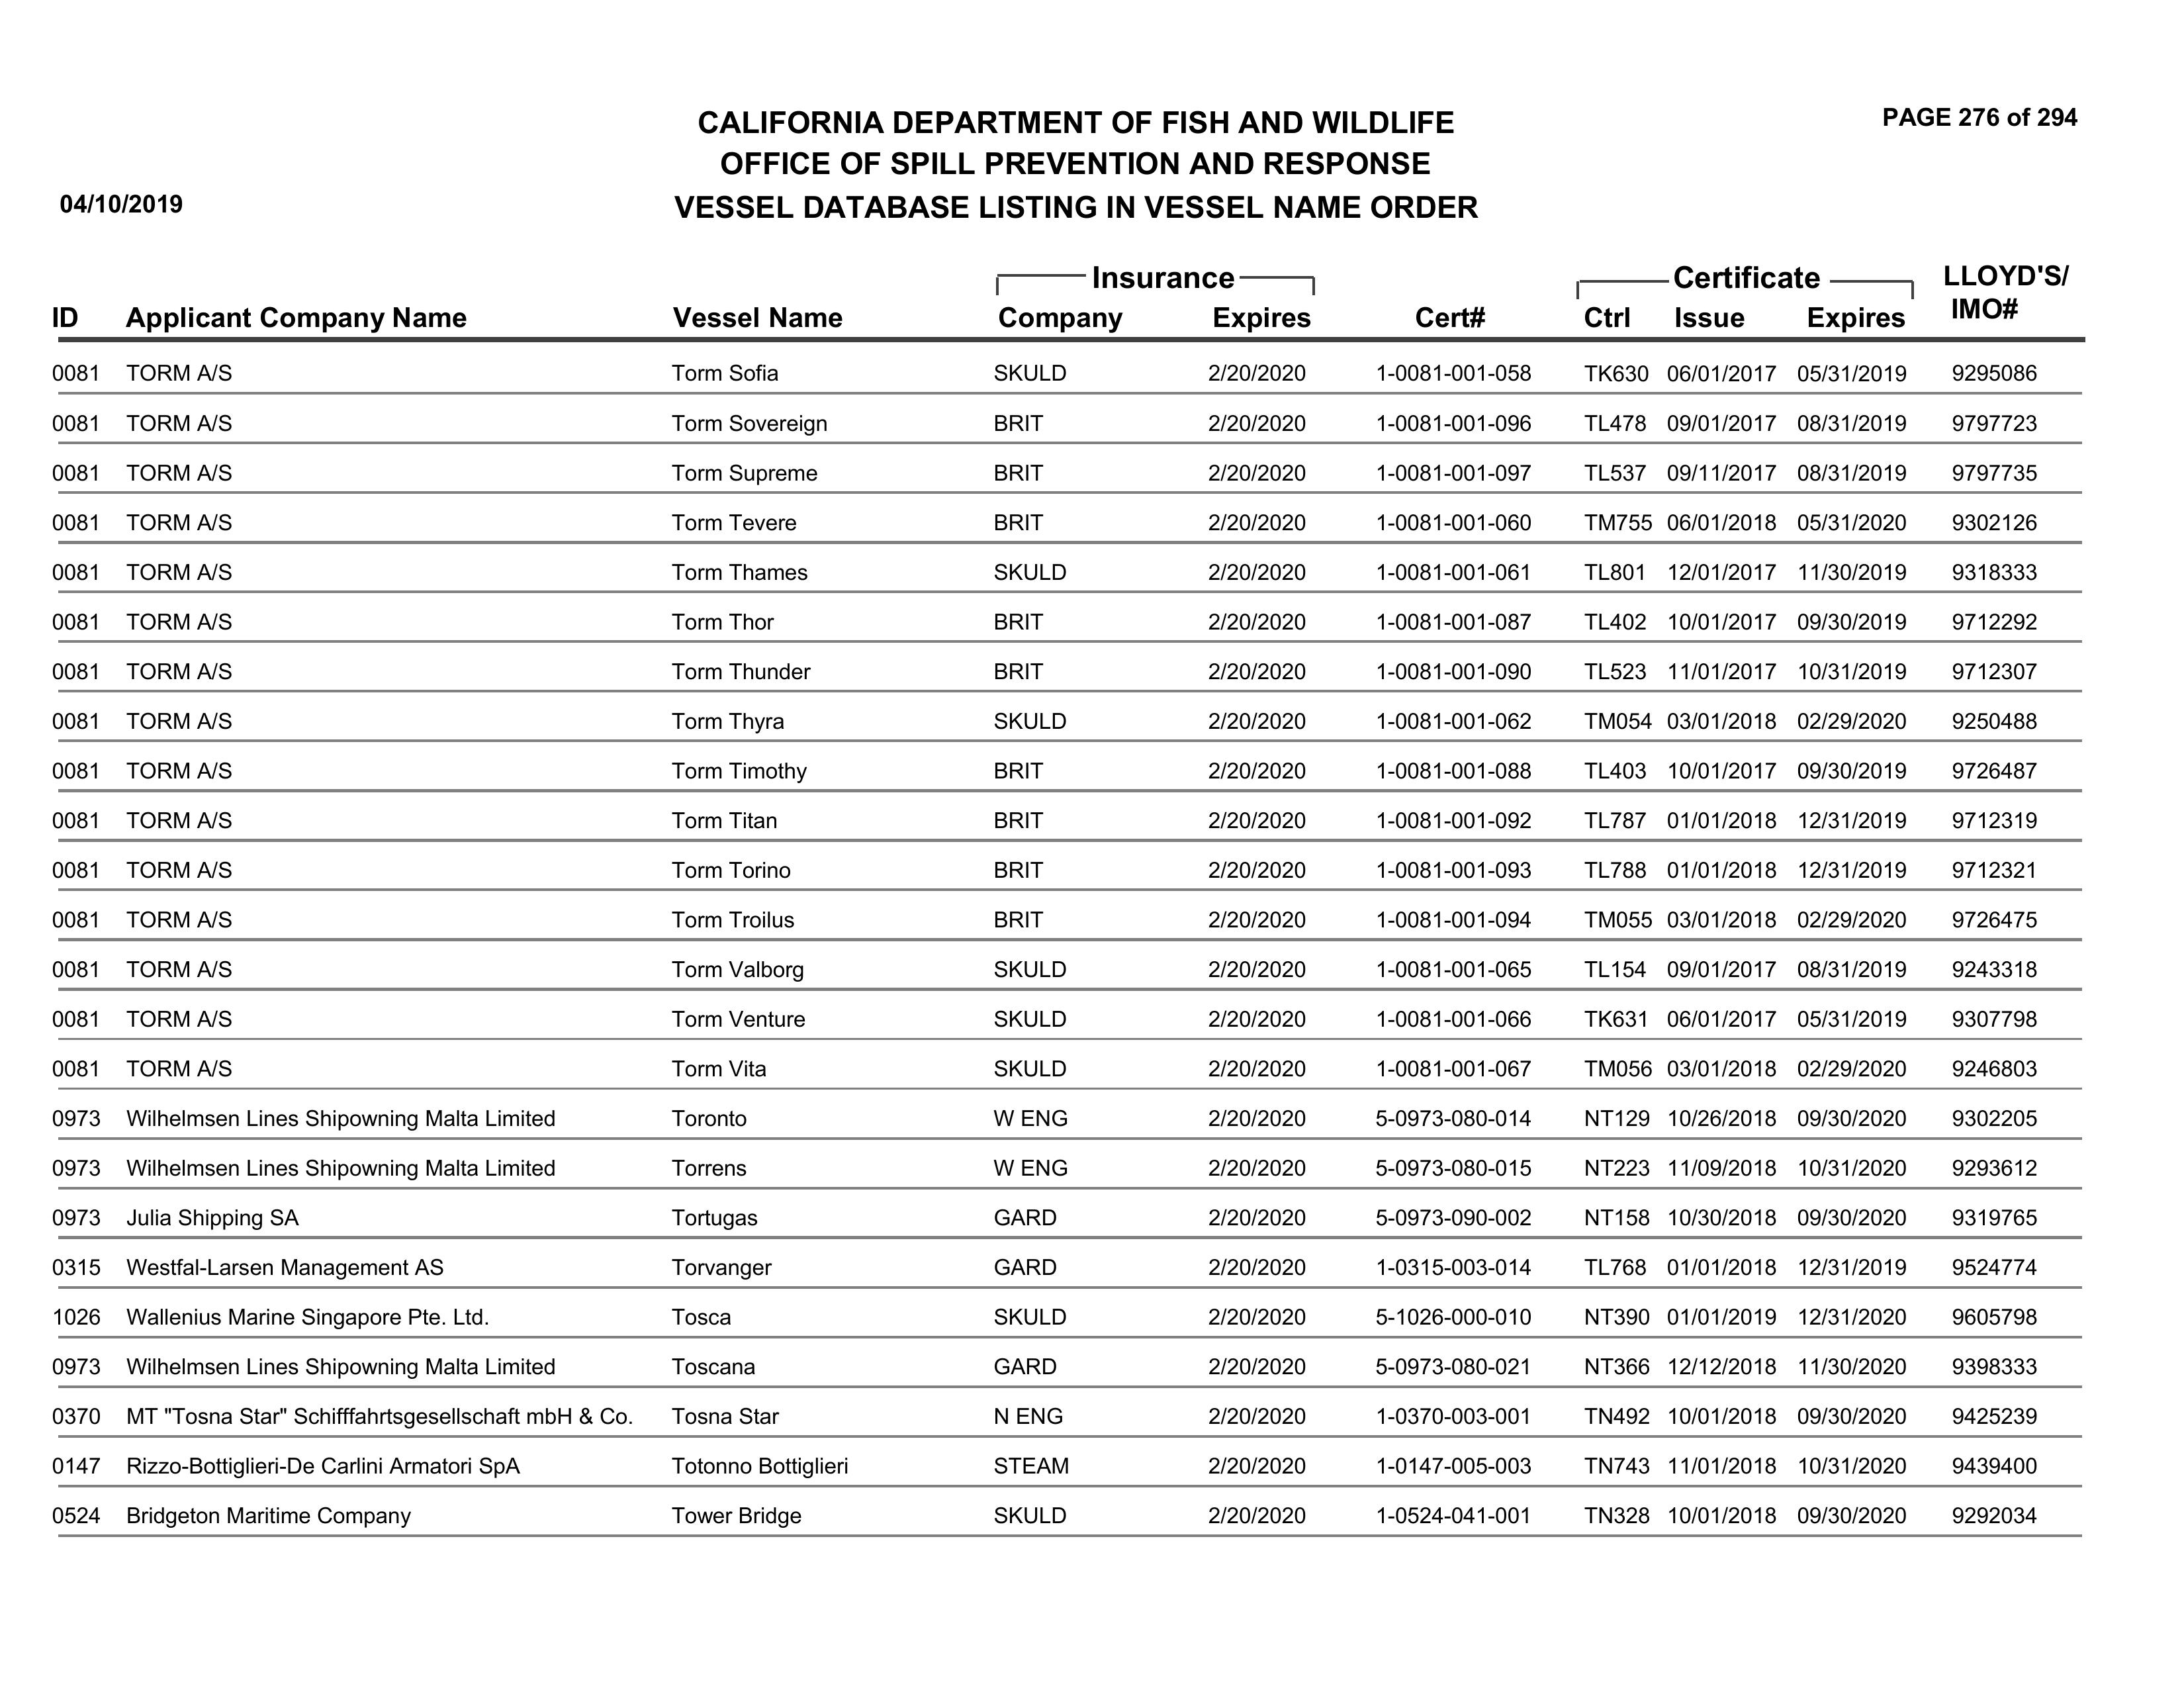 PAGE 276 of 294
CALIFORNIA DEPARTMENT OF FISH AND WILDLIFE
OFFICE OF SPILL PREVENTION AND RESPONSE
04/10/2019
VESSEL DATABASE LISTING IN VESSEL NAME ORDER
Insurance Certificate LLOYD'S/
ID Applicant Company Name Vessel Name Company Expires Cert# Ctrl Issue Expires IMO#
0081 TORM A/S Torm Sofia SKULD 2/20/2020 1-0081-001-058 TK630 06/01/2017 05/31/2019 9295086
0081 TORM A/S Torm Sovereign BRIT 2/20/2020 1-0081-001-096 TL478 09/01/2017 08/31/2019 9797723
0081 TORM A/S Torm Supreme BRIT 2/20/2020 1-0081-001-097 TL537 09/11/2017 08/31/2019 9797735
0081 TORM A/S Torm Tevere BRIT 2/20/2020 1-0081-001-060 TM755 06/01/2018 05/31/2020 9302126
0081 TORM A/S Torm Thames SKULD 2/20/2020 1-0081-001-061 TL801 12/01/2017 11/30/2019 9318333
0081 TORM A/S Torm Thor BRIT 2/20/2020 1-0081-001-087 TL402 10/01/2017 09/30/2019 9712292
0081 TORM A/S Torm Thunder BRIT 2/20/2020 1-0081-001-090 TL523 11/01/2017 10/31/2019 9712307
0081 TORM A/S Torm Thyra SKULD 2/20/2020 1-0081-001-062 TM054 03/01/2018 02/29/2020 9250488
0081 TORM A/S Torm Timothy BRIT 2/20/2020 1-0081-001-088 TL403 10/01/2017 09/30/2019 9726487
0081 TORM A/S Torm Titan BRIT 2/20/2020 1-0081-001-092 TL787 01/01/2018 12/31/2019 9712319
0081 TORM A/S Torm Torino BRIT 2/20/2020 1-0081-001-093 TL788 01/01/2018 12/31/2019 9712321
0081 TORM A/S Torm Troilus BRIT 2/20/2020 1-0081-001-094 TM055 03/01/2018 02/29/2020 9726475
0081 TORM A/S Torm Valborg SKULD 2/20/2020 1-0081-001-065 TL154 09/01/2017 08/31/2019 9243318
0081 TORM A/S Torm Venture SKULD 2/20/2020 1-0081-001-066 TK631 06/01/2017 05/31/2019 9307798
0081 TORM A/S Torm Vita SKULD 2/20/2020 1-0081-001-067 TM056 03/01/2018 02/29/2020 9246803
0973 Wilhelmsen Lines Shipowning Malta Limited Toronto W ENG 2/20/2020 5-0973-080-014 NT129 10/26/2018 09/30/2020 9302205
0973 Wilhelmsen Lines Shipowning Malta Limited Torrens W ENG 2/20/2020 5-0973-080-015 NT223 11/09/2018 10/31/2020 9293612
0973 Julia Shipping SA Tortugas GARD 2/20/2020 5-0973-090-002 NT158 10/30/2018 09/30/2020 9319765
0315 Westfal-Larsen Management AS Torvanger GARD 2/20/2020 1-0315-003-014 TL768 01/01/2018 12/31/2019 9524774
1026 Wallenius Marine Singapore Pte. Ltd. Tosca SKULD 2/20/2020 5-1026-000-010 NT390 01/01/2019 12/31/2020 9605798
0973 Wilhelmsen Lines Shipowning Malta Limited Toscana GARD 2/20/2020 5-0973-080-021 NT366 12/12/2018 11/30/2020 9398333
0370 MT "Tosna Star" Schifffahrtsgesellschaft mbH & Co. Tosna Star N ENG 2/20/2020 1-0370-003-001 TN492 10/01/2018 09/30/2020 9425239
0147 Rizzo-Bottiglieri-De Carlini Armatori SpA Totonno Bottiglieri STEAM 2/20/2020 1-0147-005-003 TN743 11/01/2018 10/31/2020 9439400
0524 Bridgeton Maritime Company Tower Bridge SKULD 2/20/2020 1-0524-041-001 TN328 10/01/2018 09/30/2020 9292034